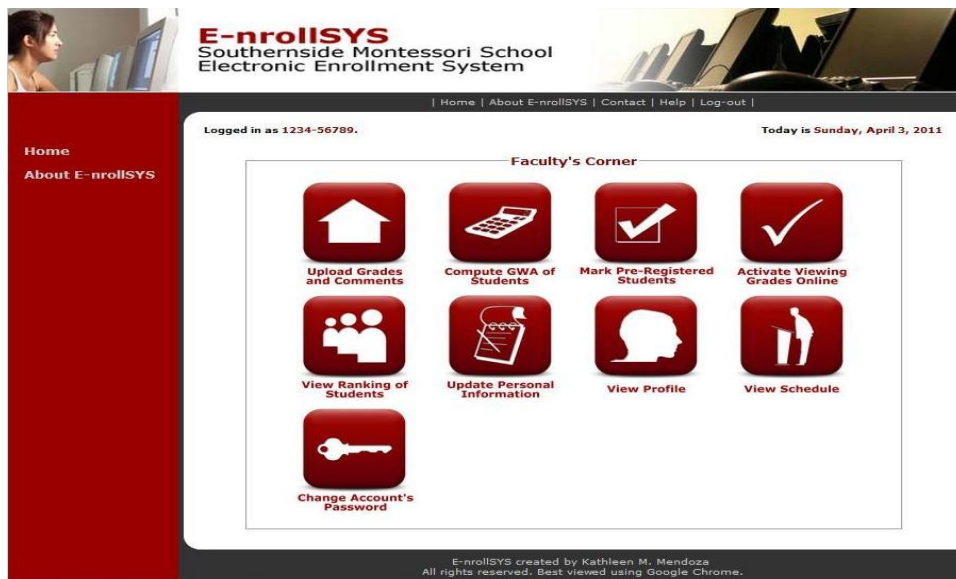 E-nrollSYS
Southernside Montessori School
Electronic Enrollment System
| Home | About E-nrollSYS | Contact | Help | Log-out |
Home
About E-nrollSYS
Logged in as 1234-56789.
Today is Sunday, April 3, 2011
Faculty's Corner
Upload Grades
and Comments
Compute GWA of
Students
Mark Pre-Registered
Students
Activate Viewing
Grades Online
View Ranking of
Students
Update Personal
Information
View Profile
View Schedule
Change Account's
Password
E-nrollSYS created by Kathleen M. Mendoza
All rights reserved. Best viewed using Google Chrome.